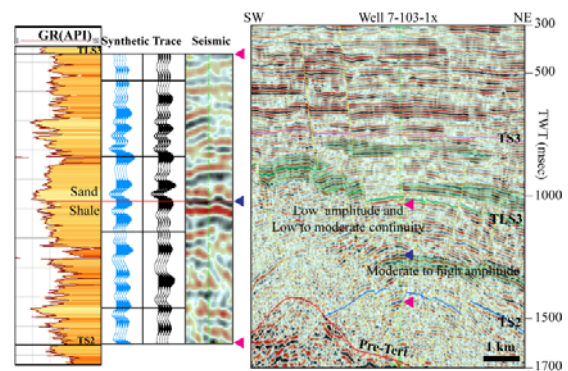 GR(API)
Synthetic
Trace
Seismic
TLS3
Sand
Shale
TS2
SW
Well 7-103-1x
NE
300
500
TWT (msec)
TS3
1000
TLS3
Low amplitude and
Low to moderate continuity
Moderate to high amplitude
TS2
1500
Pre-Teri
1 km
1700